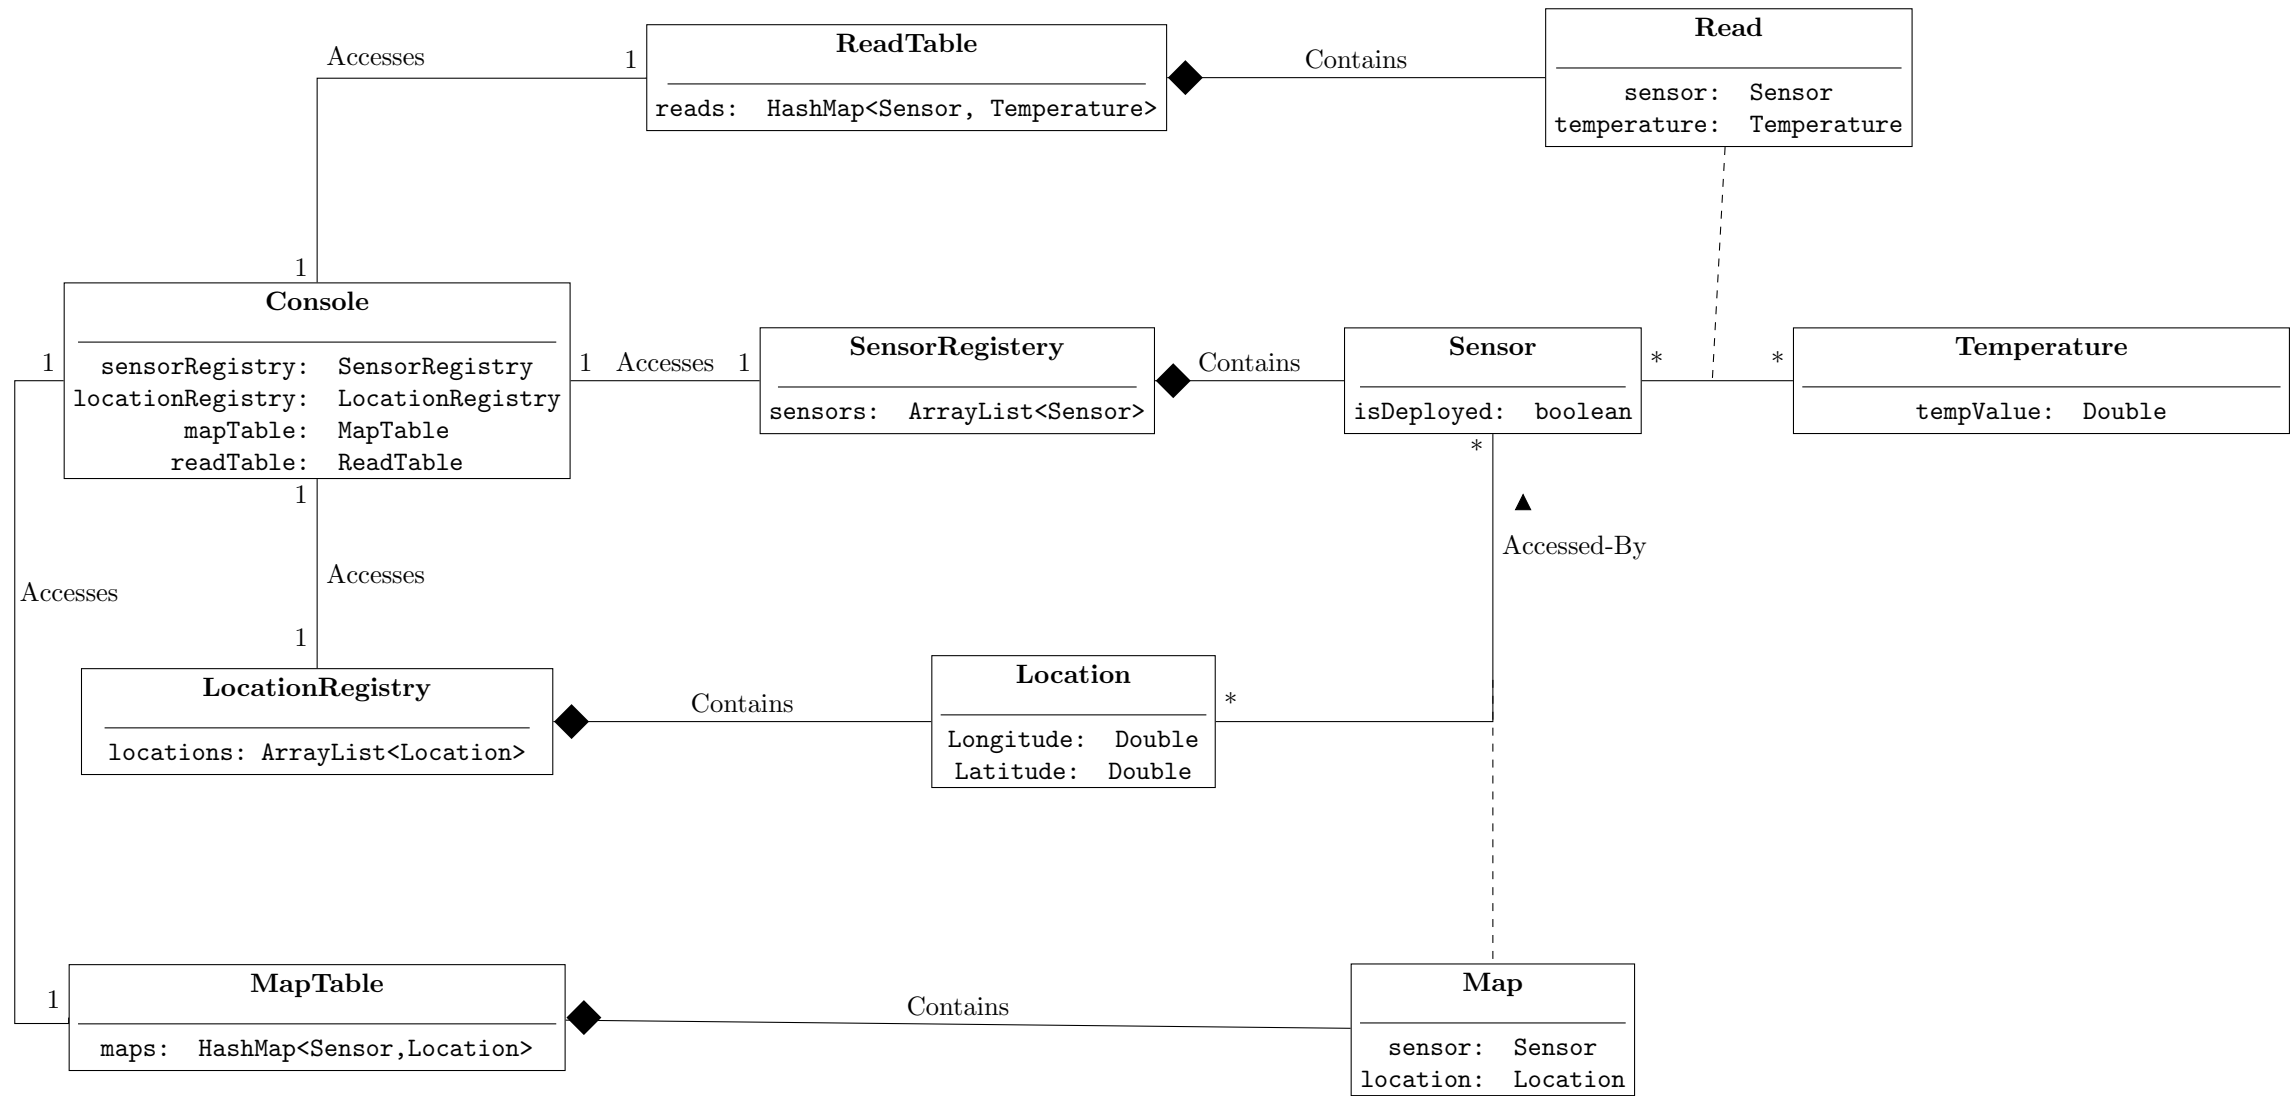 Read
ReadTable
Accesses
1
Contains
reads: HashMap<Sensor, Temperature>
sensor: Sensor
temperature: Temperature
1
Console
sensorRegistry: SensorRegistry
locationRegistry: LocationRegistry
mapTable: MapTable
readTable: ReadTable
1
1
Accesses
1
SensorRegistery
sensors: ArrayList<Sensor>
Contains
Sensor
isDeployed: boolean
*
*
Temperature
tempValue: Double
*
1
Accessed-By
Accesses
Accesses
1
LocationRegistry
locations: ArrayList<Location>
Contains
Location
Longitude: Double
Latitude: Double
*
1
MapTable
maps: HashMap<Sensor,Location>
Contains
Map
sensor: Sensor
location: Location